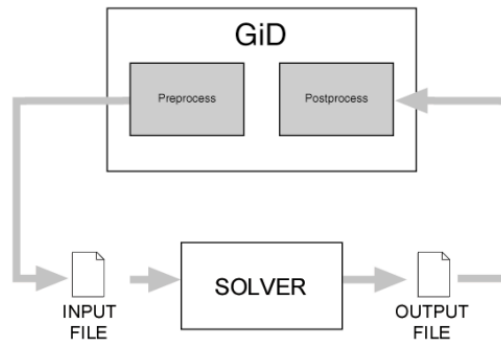 GiD
Preprocess
Postprocess
SOLVER
INPUT
FILE
OUTPUT
FILE